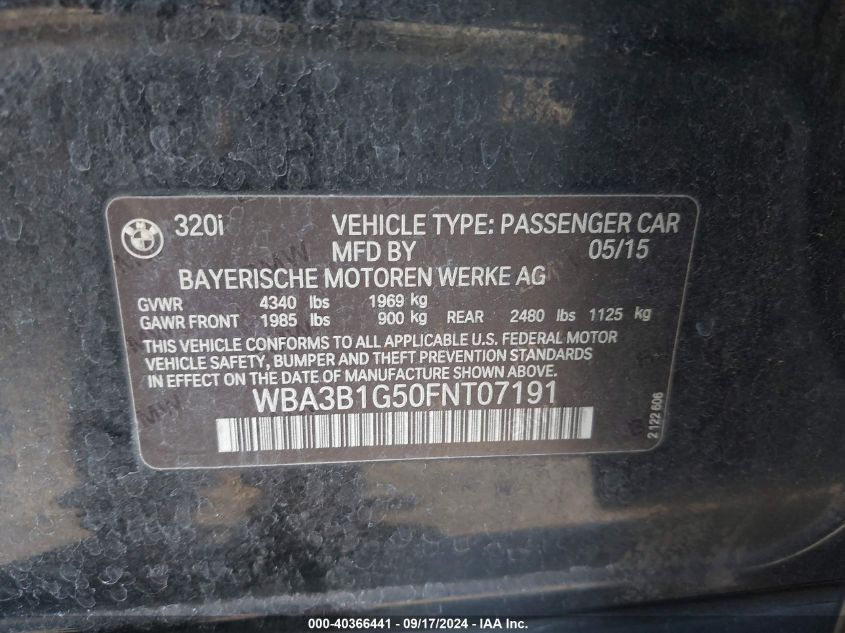 320i VEHICLE TYPE: PASSENGER CAR
MFD BY 05/15
BAYERISCHE MOTOREN WERKE AG
GVWR 4340 lbs 1969 kg
GAWR FRONT 1985 lbs 900 kg REAR 2480 lbs 1125 kg
THIS VEHICLE CONFORMS TO ALL APPLICABLE U.S. FEDERAL MOTOR
VEHICLE SAFETY, BUMPER AND THEFT PREVENTION STANDARDS
IN EFFECT ON THE DATE OF MANUFACTURE SHOWN ABOVE.
WBA3B1G50FNT07191
2 122 606
000-40366441 - 09/17/2024 - IAA Inc.